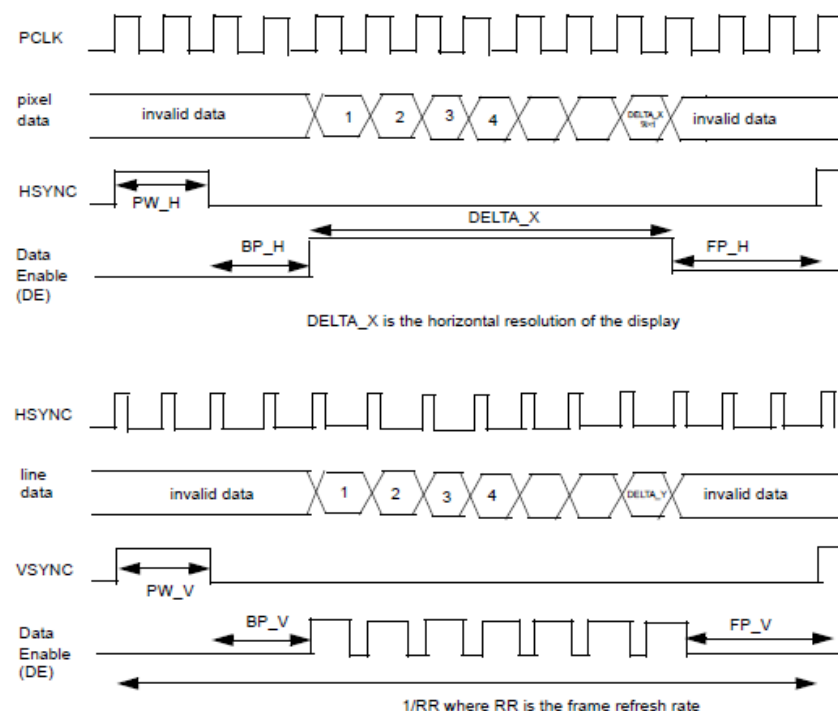 PCLK
pixel
data
invalid data
1
2
3
4
DELTA_X
invalid data
HSYNC
PW_H
DELTA_X
Data
Enable
(DE)
BP_H
FP_H
DELTA_X is the horizontal resolution of the display
HSYNC
line
data
invalid data
1
2
3
4
DELTA_Y
invalid data
VSYNC
PW_V
Data
Enable
(DE)
BP_V
FP_V
1/RR where RR is the frame refresh rate